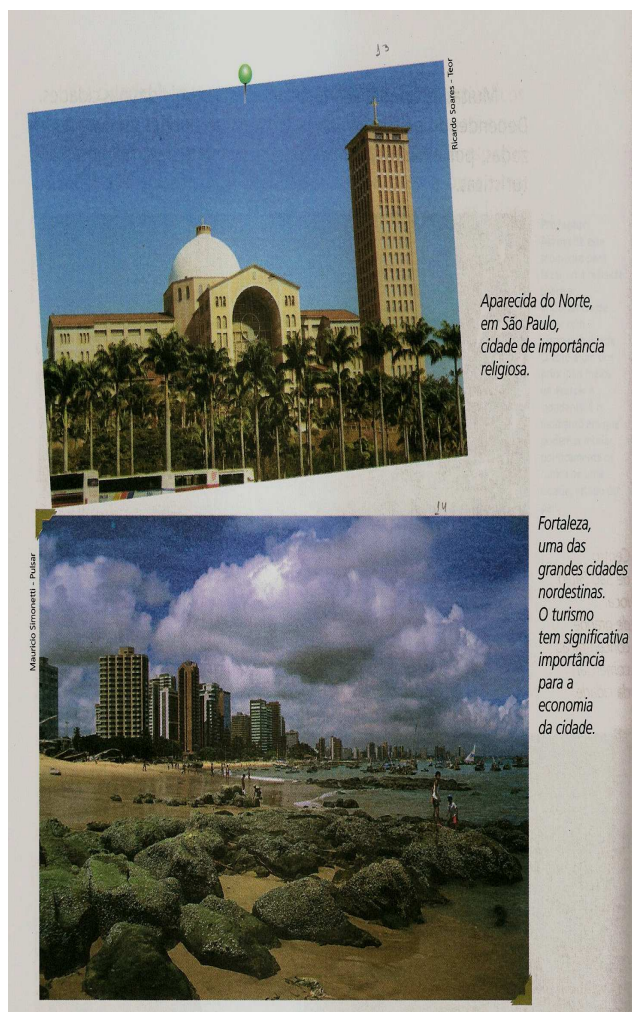 13
Ricardo Soares - Teor
Aparecida do Norte,
em São Paulo,
cidade de importância
religiosa.
14
Mauricio Simonetti - Pulsar
Fortaleza,
uma das
grandes cidades
nordestinas.
O turismo
tem significativa
importância
para a
economia
da cidade.